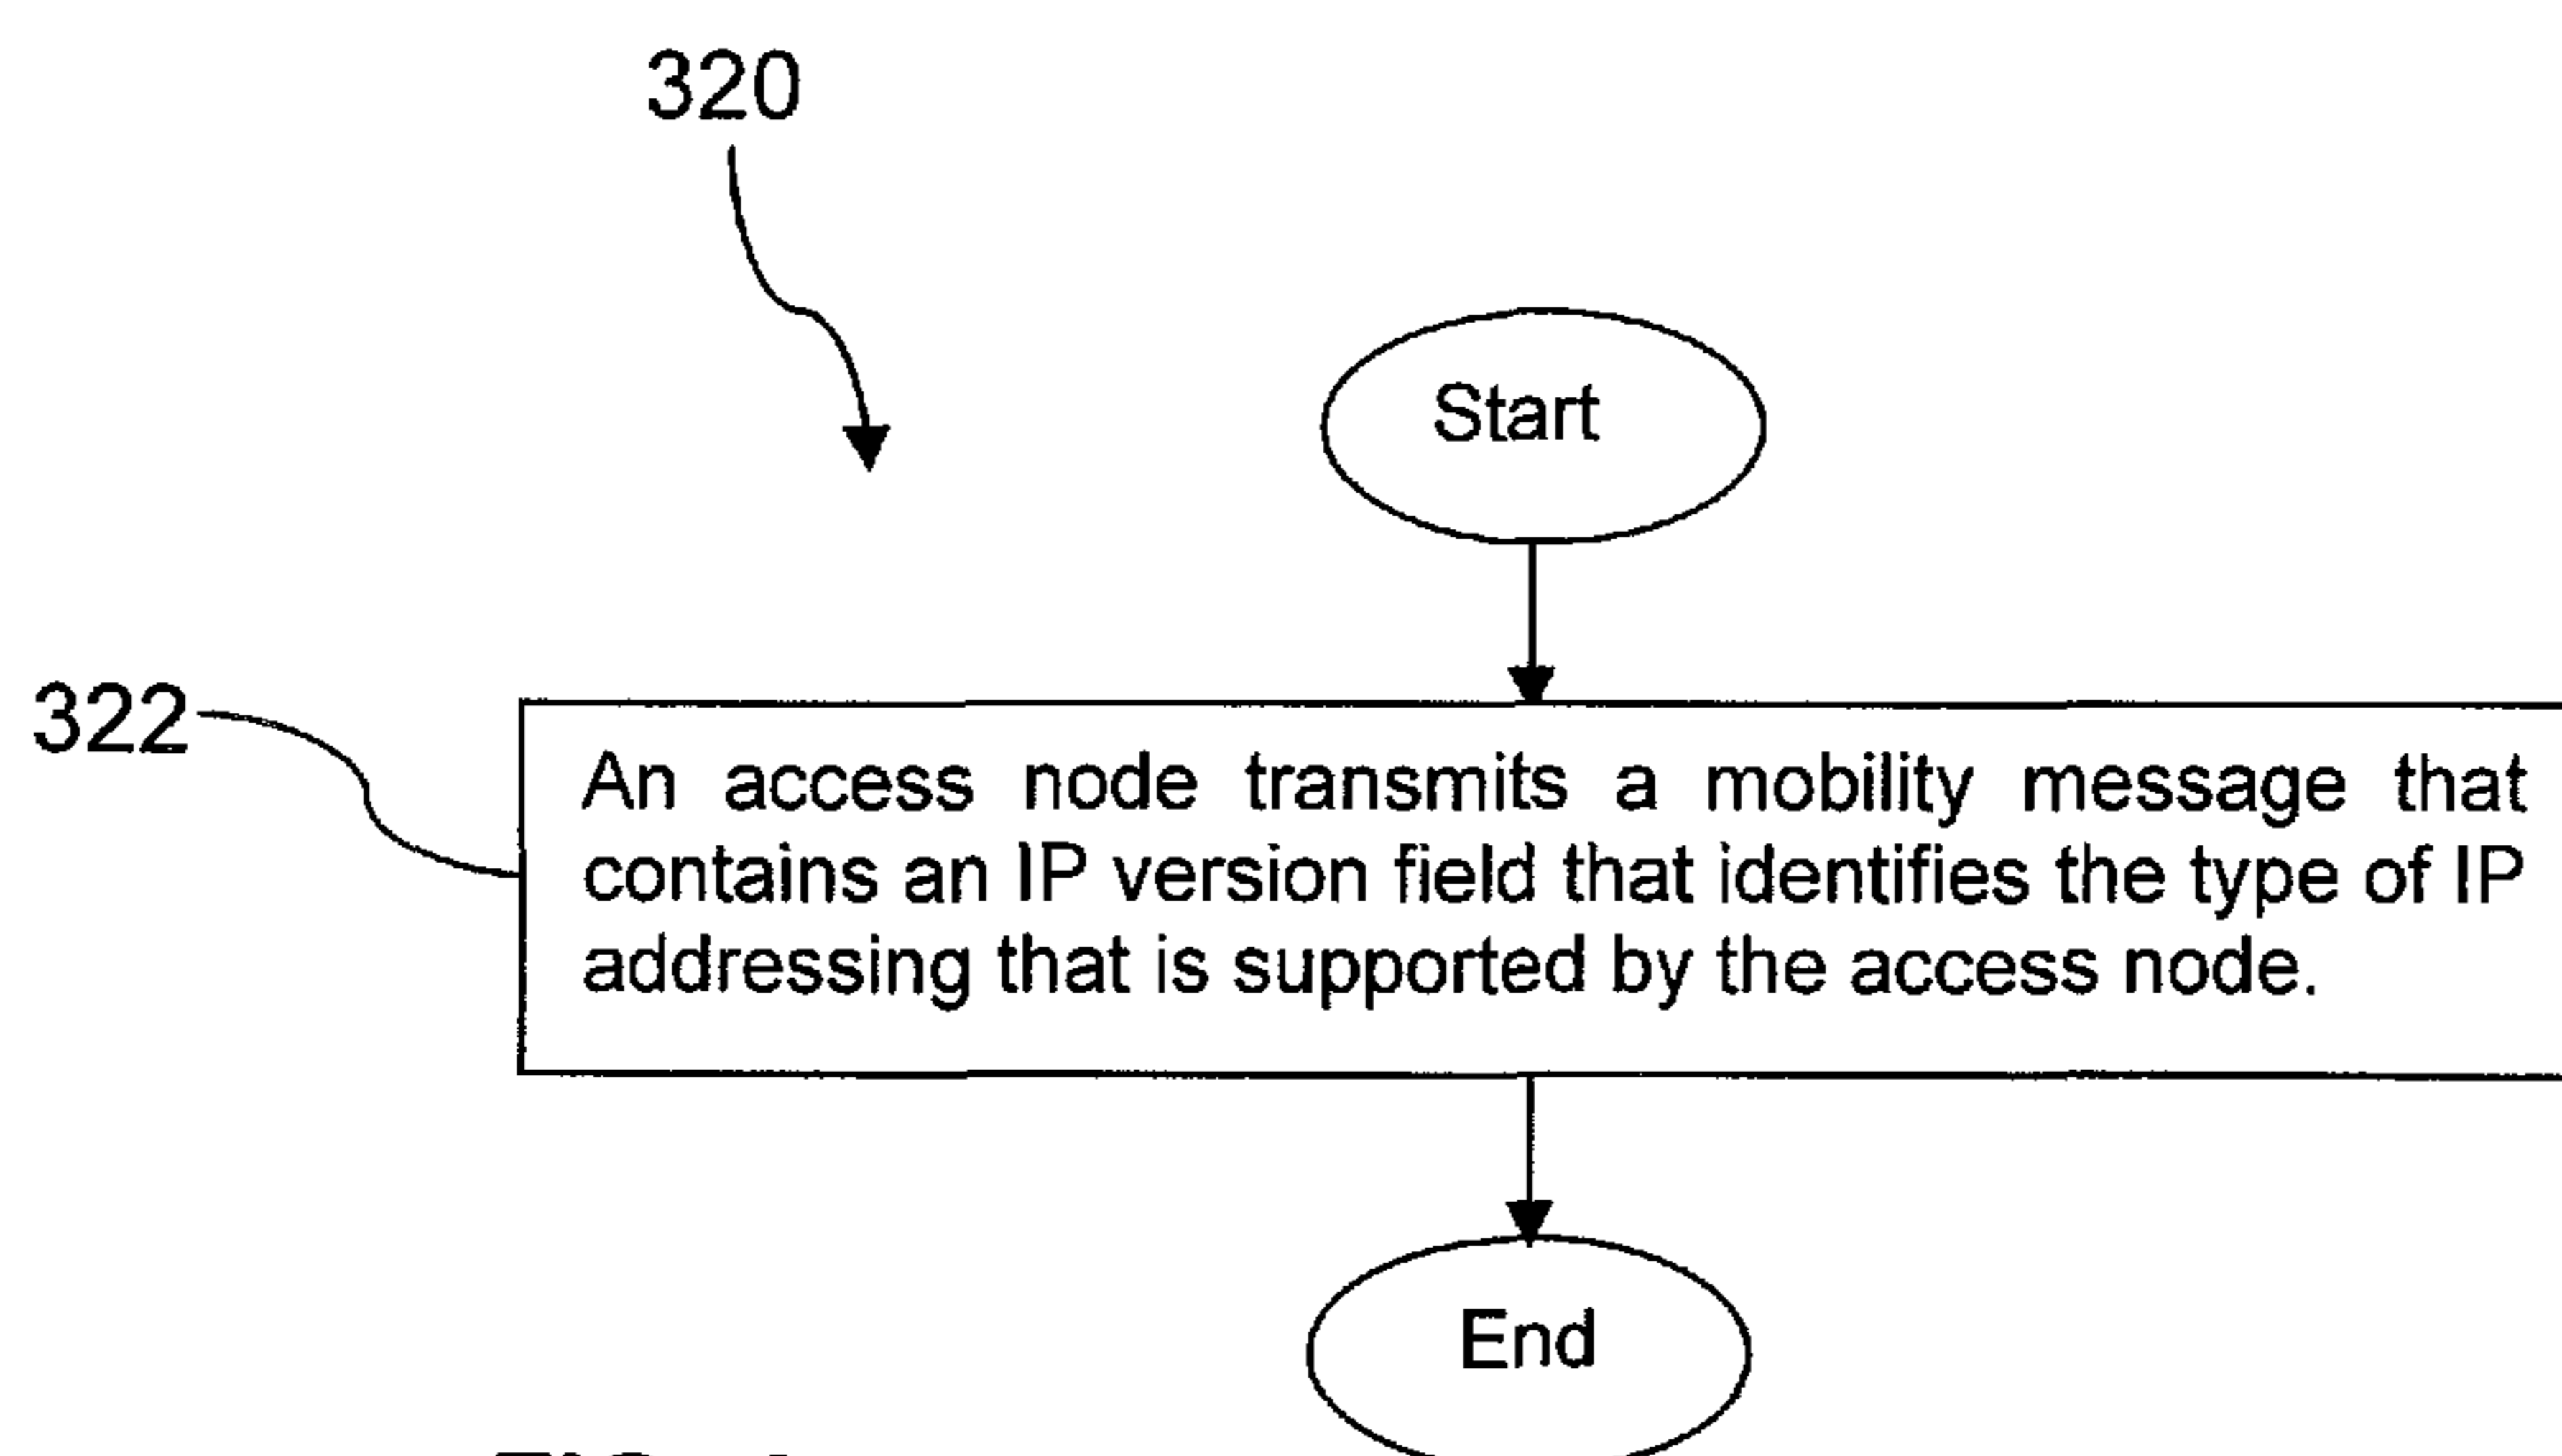 320
Start
322
An access node transmits a mobility message that
contains an IP version field that identifies the type of IP
addressing that is supported by the access node.
End